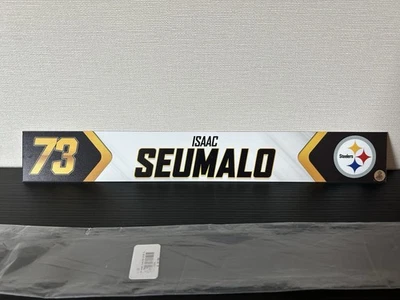 73
ISAAC
SEUMALO
Steelers